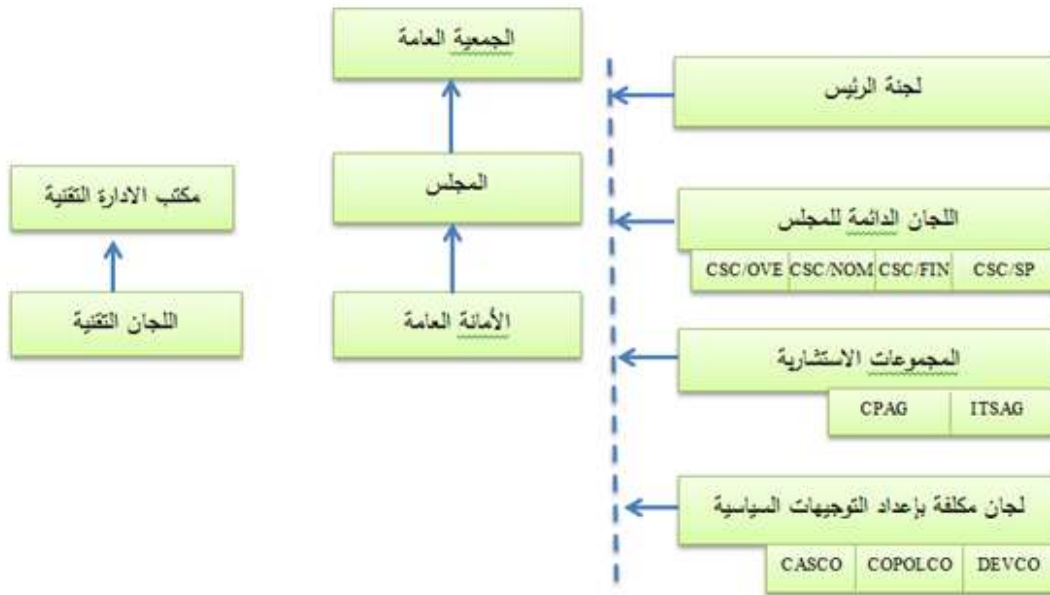 الجمعية العامة
لجنة الرئيس
المجلس
مكتب الادارة التقنية
اللجان الدائمة للمجلس
CSC/OVE CSC/NOM CSC/FIN CSC/SP
الأمانة العامة
اللجان التقنية
المجموعات الاستشارية
CPAG ITSAG
لجان مكلفة بإعداد التوجيهات السياسية
CASCO COPOLCO DEVCO